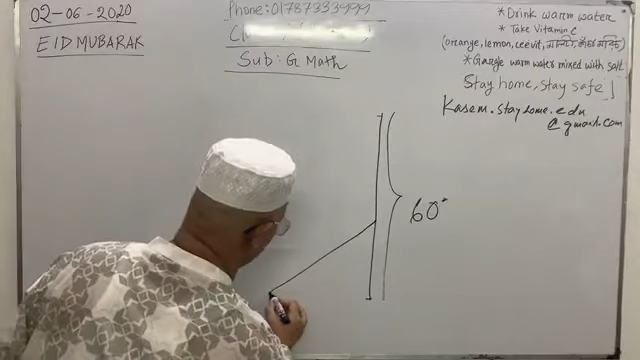 02-06-2020
EID MUBARAK
Phone: 01787333999
Sub: G Math
* Drink warm water
* Take Vitamin C
(orrange, lemon, ceevit,
* Gargle warm water mixed with salt
Stay home, stay safe
Kasem.stayhome.edu
@gmail.com
60°